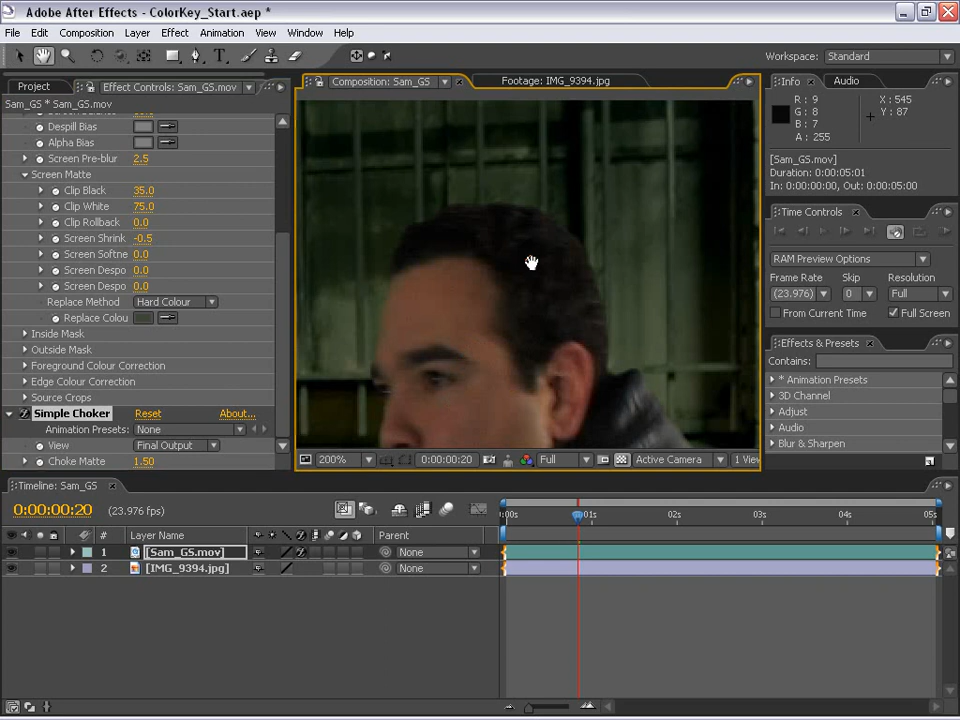 Adobe After Effects - ColorKey_Start.aep *
File Edit Composition Layer Effect Animation View Window Help
Workspace: Standard
Project Effect Controls: Sam_GS.mov
Composition: Sam_GS Footage: IMG_9394.jpg
Info Audio
Sam_GS * Sam_GS.mov
Despill Bias
Alpha Bias
Screen Pre-blur 2.5
Screen Matte
Clip Black 35.0
Clip White 75.0
Clip Rollback 0.0
Screen Shrink -0.5
Screen Softne 0.0
Screen Despo 0.0
Screen Despo 0.0
Replace Method Hard Colour
Replace Colou
Inside Mask
Outside Mask
Foreground Colour Correction
Edge Colour Correction
Source Crops
Simple Choker Reset About...
Animation Presets: None
View Final Output
Choke Matte 1.50
200% 0:00:00:20 Full Active Camera 1 View
R: 9 X: 545
G: 8 Y: 87
B: 7
A: 255
[Sam_GS.mov]
Duration: 0:00:05:01
In: 0:00:00:00, Out: 0:00:05:00
Time Controls
RAM Preview Options
Frame Rate Skip Resolution
(23.976) 0 Full
From Current Time Full Screen
Effects & Presets
Contains:
* Animation Presets
3D Channel
Adjust
Audio
Blur & Sharpen
Timeline: Sam_GS
0:00:00:20 (23.976 fps)
:00s 01s 02s 03s 04s 05s
# Layer Name Parent
1 [Sam_GS.mov] None
2 [IMG_9394.jpg] None